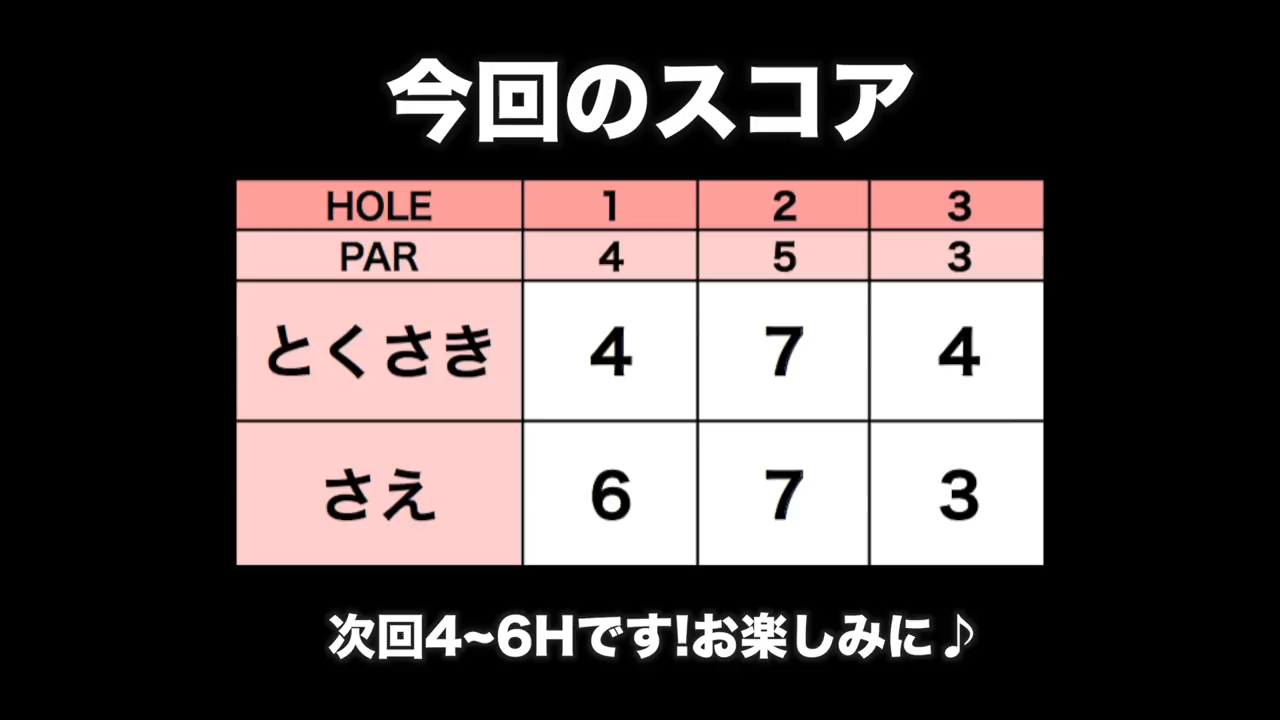 今回のスコア
HOLE 1 2 3
PAR 4 5 3
とくさき 4 7 4
さえ 6 7 3
次回4~6Hです!お楽しみに♪